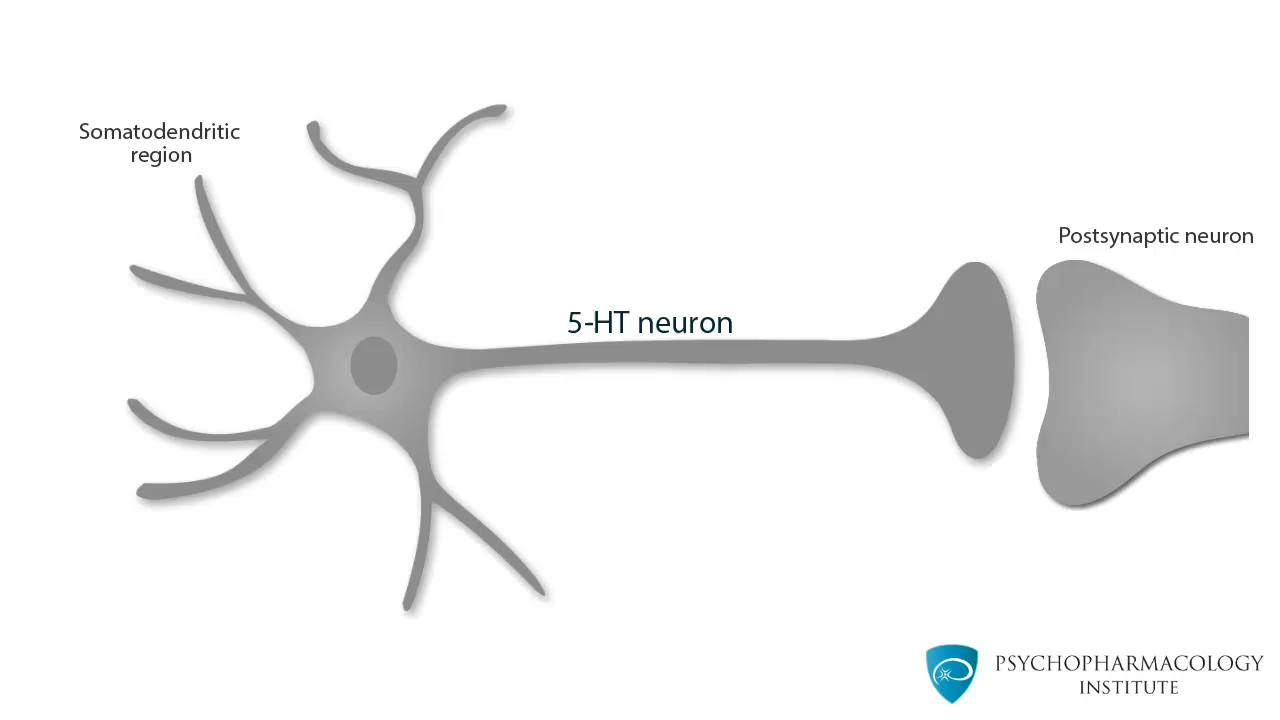 Somatodendritic
region
Postsynaptic neuron
5-HT neuron
PSYCHOPHARMACOLOGY
INSTITUTE